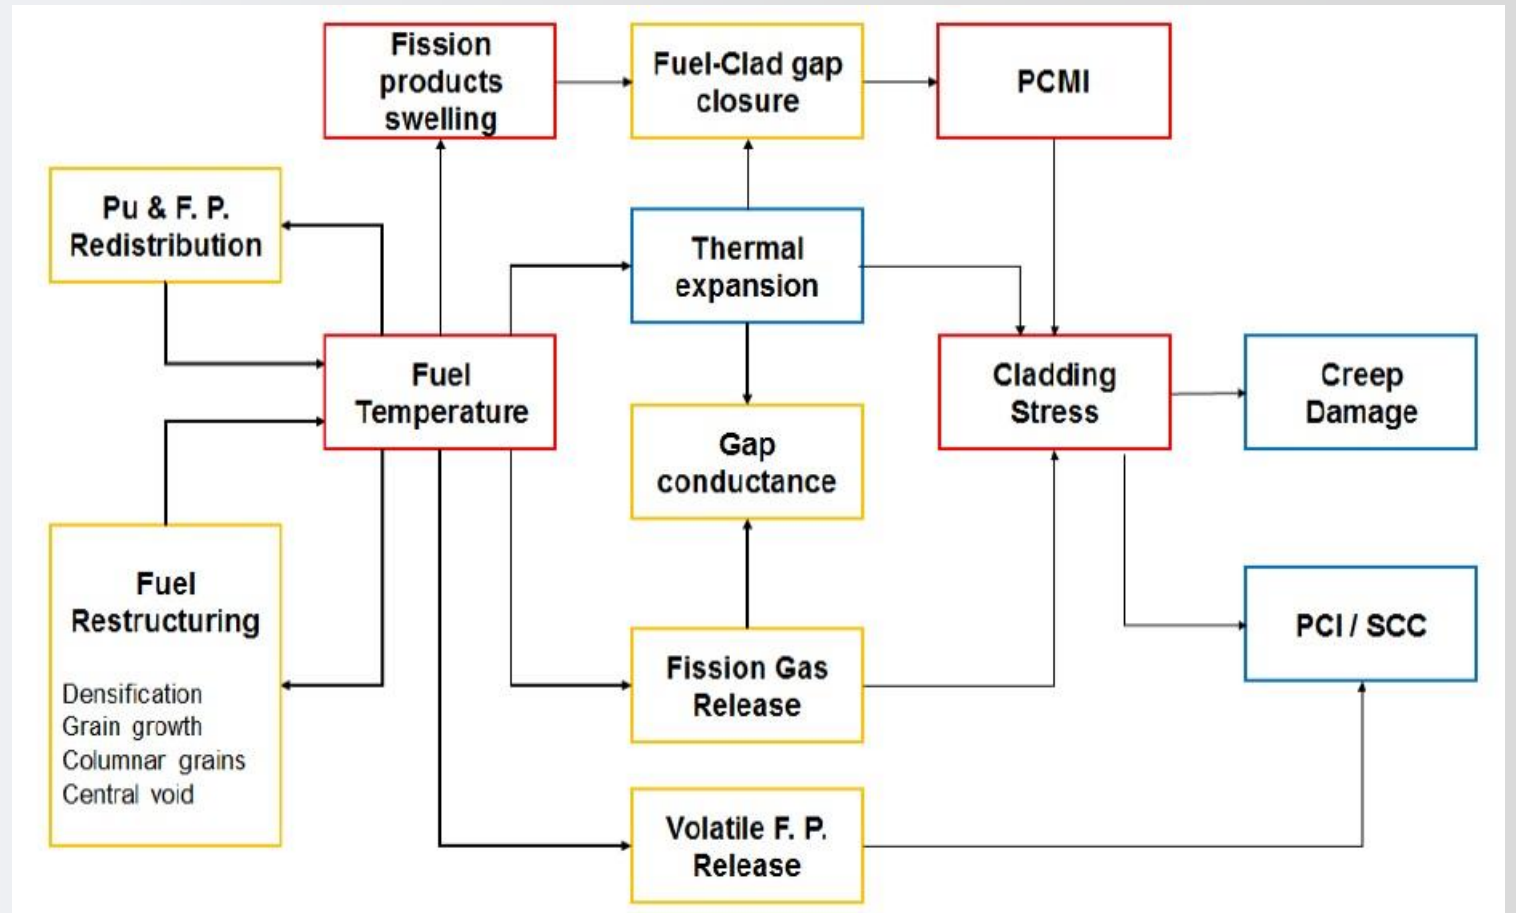 Fission
products
swelling
Fuel-Clad gap
closure
PCMI
Pu & F. P.
Redistribution
Thermal
expansion
Fuel
Temperature
Cladding
Stress
Creep
Damage
Gap
conductance
Fuel
Restructuring
Densification
Grain growth
Columnar grains
Central void
Fission Gas
Release
PCI / SCC
Volatile F. P.
Release